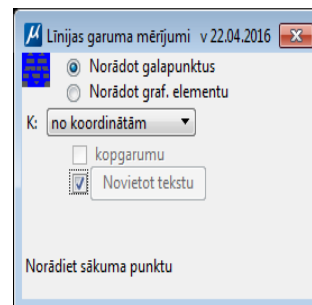 Līnijas garuma mērījumi v 22.04.2016
Norādot galapunktus
Norādot graf. elementu
K: no koordinātām
kopgarumu
Novietot tekstu
Norādiet sākuma punktu